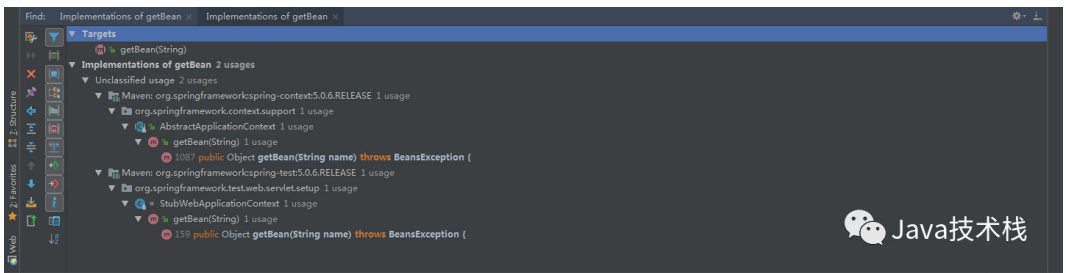 Find: Implementations of getBean × Implementations of getBean ×
Targets
getBean(String)
Implementations of getBean 2 usages
Unclassified usage 2 usages
Maven: org.springframework:spring-context:5.0.6.RELEASE 1 usage
org.springframework.context.support 1 usage
AbstractApplicationContext 1 usage
getBean(String) 1 usage
1087 public Object getBean(String name) throws BeansException {
Maven: org.springframework:spring-test:5.0.6.RELEASE 1 usage
org.springframework.test.web.servlet.setup 1 usage
StubWebApplicationContext 1 usage
getBean(String) 1 usage
159 public Object getBean(String name) throws BeansException {
7: Structure
2: Favorites
Web
Java技术栈